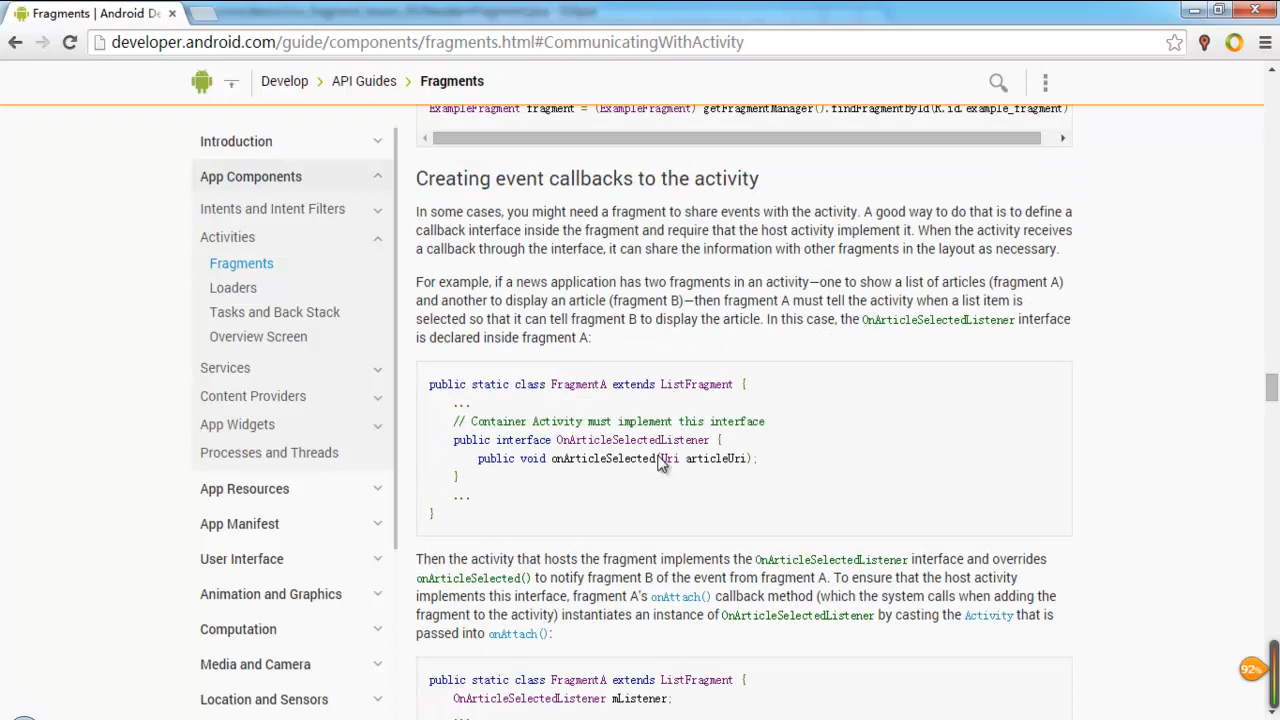 Fragments | Android De
developer.android.com/guide/components/fragments.html#CommunicatingWithActivity
Develop > API Guides > Fragments
ExampleFragment fragment = (ExampleFragment) getFragmentManager().findFragmentById(R.id.example_fragment)
Introduction
App Components
Intents and Intent Filters
Activities
Fragments
Loaders
Tasks and Back Stack
Overview Screen
Services
Content Providers
App Widgets
Processes and Threads
App Resources
App Manifest
User Interface
Animation and Graphics
Computation
Media and Camera
Location and Sensors
Creating event callbacks to the activity
In some cases, you might need a fragment to share events with the activity. A good way to do that is to define a
callback interface inside the fragment and require that the host activity implement it. When the activity receives
a callback through the interface, it can share the information with other fragments in the layout as necessary.
For example, if a news application has two fragments in an activity—one to show a list of articles (fragment A)
and another to display an article (fragment B)—then fragment A must tell the activity when a list item is
selected so that it can tell fragment B to display the article. In this case, the OnArticleSelectedListener interface
is declared inside fragment A:
public static class FragmentA extends ListFragment {
...
// Container Activity must implement this interface
public interface OnArticleSelectedListener {
public void onArticleSelected(Uri articleUri);
}
...
}
Then the activity that hosts the fragment implements the OnArticleSelectedListener interface and overrides
onArticleSelected() to notify fragment B of the event from fragment A. To ensure that the host activity
implements this interface, fragment A's onAttach() callback method (which the system calls when adding the
fragment to the activity) instantiates an instance of OnArticleSelectedListener by casting the Activity that is
passed into onAttach():
public static class FragmentA extends ListFragment {
OnArticleSelectedListener mListener;
...
92%